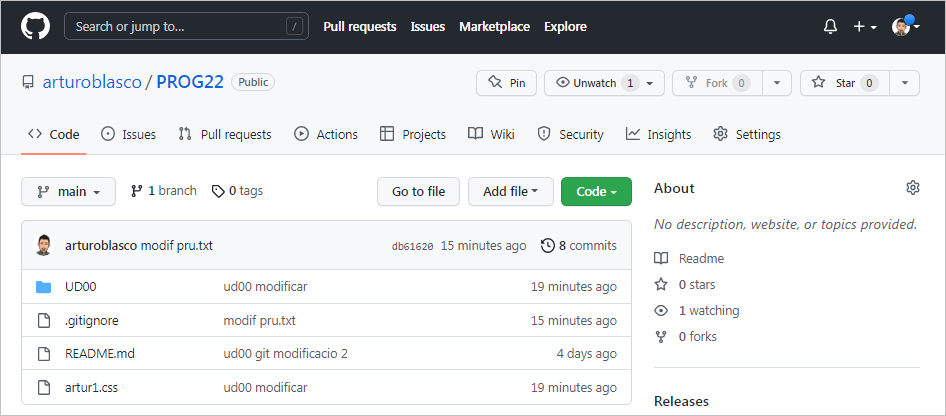 Search or jump to... / Pull requests Issues Marketplace Explore
arturoblasco / PROG22 Public Pin Unwatch 1 Fork 0 Star 0
Code Issues Pull requests Actions Projects Wiki Security Insights Settings
main 1 branch 0 tags Go to file Add file Code
About
No description, website, or topics provided.
Readme
0 stars
1 watching
0 forks
Releases
arturoblasco modif pru.txt db61620 15 minutes ago 8 commits
UD00 ud00 modificar 19 minutes ago
.gitignore modif pru.txt 15 minutes ago
README.md ud00 git modificacio 2 4 days ago
artur1.css ud00 modificar 19 minutes ago